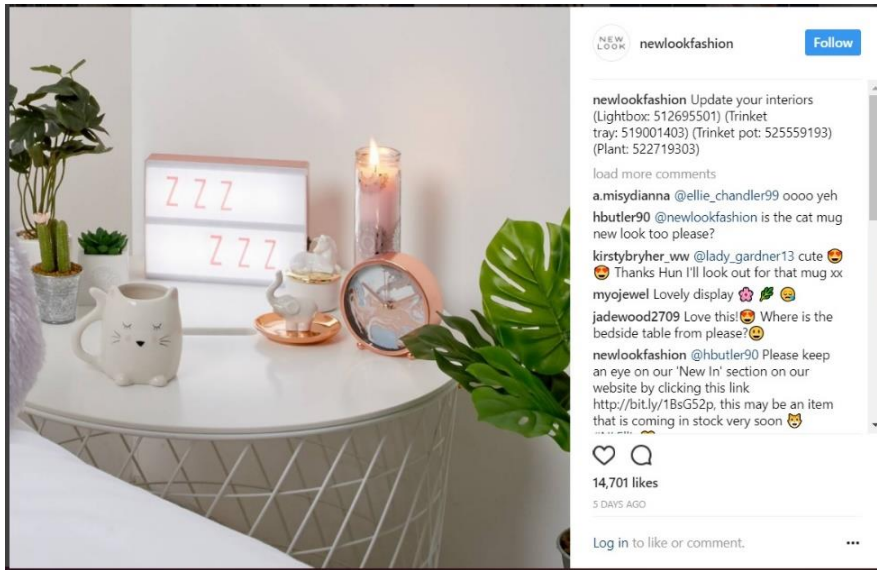 Z Z Z
Z Z Z
NEW
LOOK
newlookfashion
Follow
newlookfashion Update your interiors
(Lightbox: 512695501) (Trinket
tray: 519001403) (Trinket pot: 525559193)
(Plant: 522719303)
load more comments
a.misydianna @ellie_chandler99 oooo yeh
hbutler90 @newlookfashion is the cat mug
new look too please?
kirstybryher_ww @lady_gardner13 cute 😍
😍 Thanks Hun I'll look out for that mug xx
myojewel Lovely display 🌸 🌿 😪
jadewood2709 Love this!😍 Where is the
bedside table from please?😃
newlookfashion @hbutler90 Please keep
an eye on our 'New In' section on our
website by clicking this link
http://bit.ly/1BsG52p, this may be an item
that is coming in stock very soon 🐱
14,701 likes
5 DAYS AGO
Log in to like or comment.